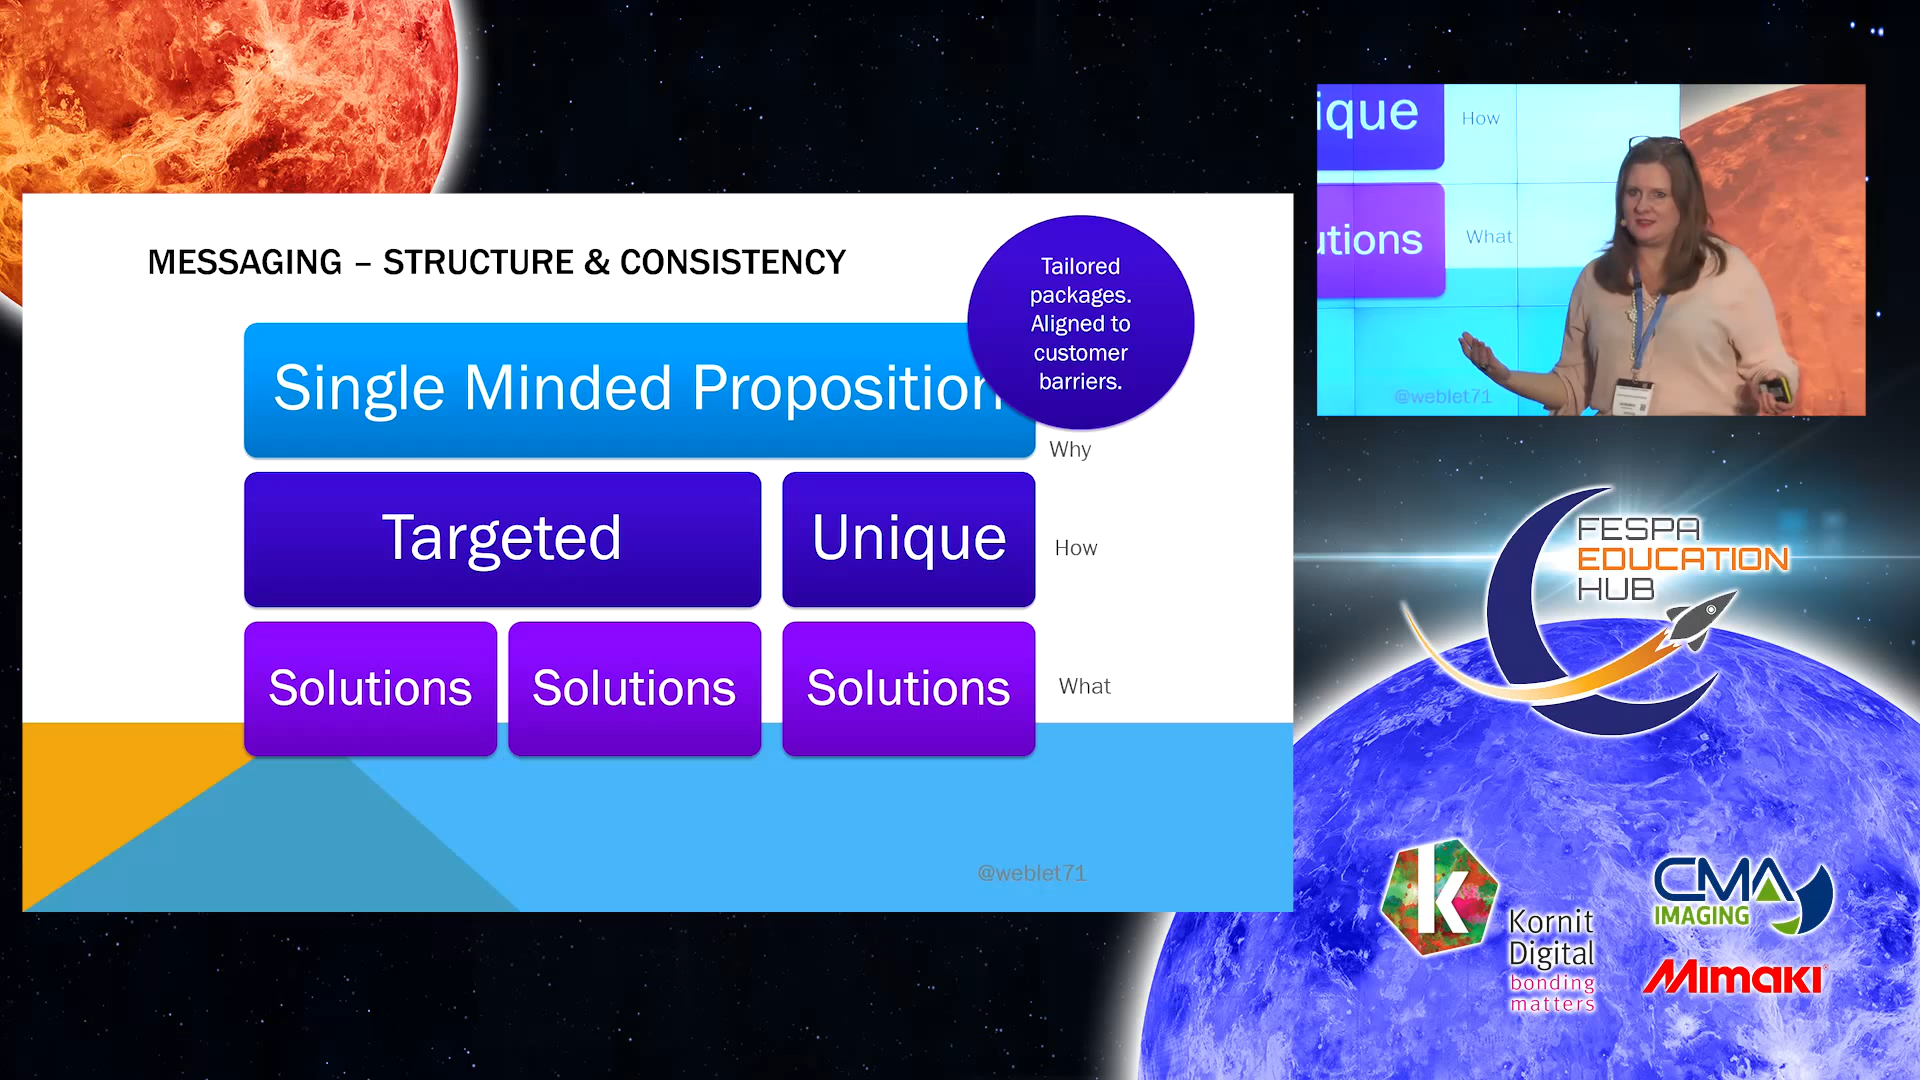 MESSAGING – STRUCTURE & CONSISTENCY
Tailored
packages.
Aligned to
customer
barriers.
Single Minded Proposition
Why
Targeted
Unique
How
Solutions
Solutions
Solutions
What
@weblet71
ique
How
utions
What
@weblet71
FESPA
EDUCATION
HUB
k
Kornit
Digital
bonding
matters
CMA
IMAGING
Mimaki